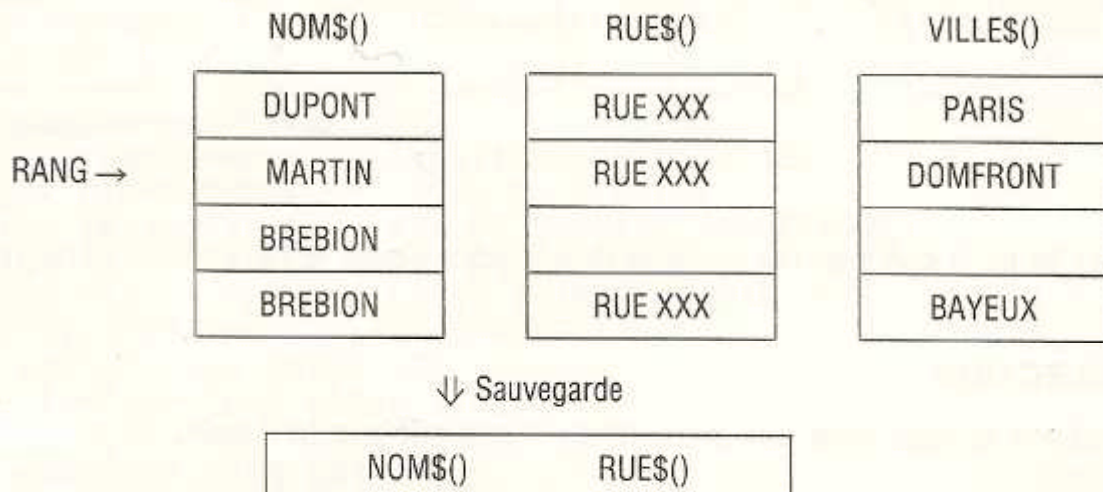 NOM$() RUE$() VILLE$()
DUPONT RUE XXX PARIS
RANG → MARTIN RUE XXX DOMFRONT
BREBION
BREBION RUE XXX BAYEUX
⇓ Sauvegarde
NOM$() RUE$()